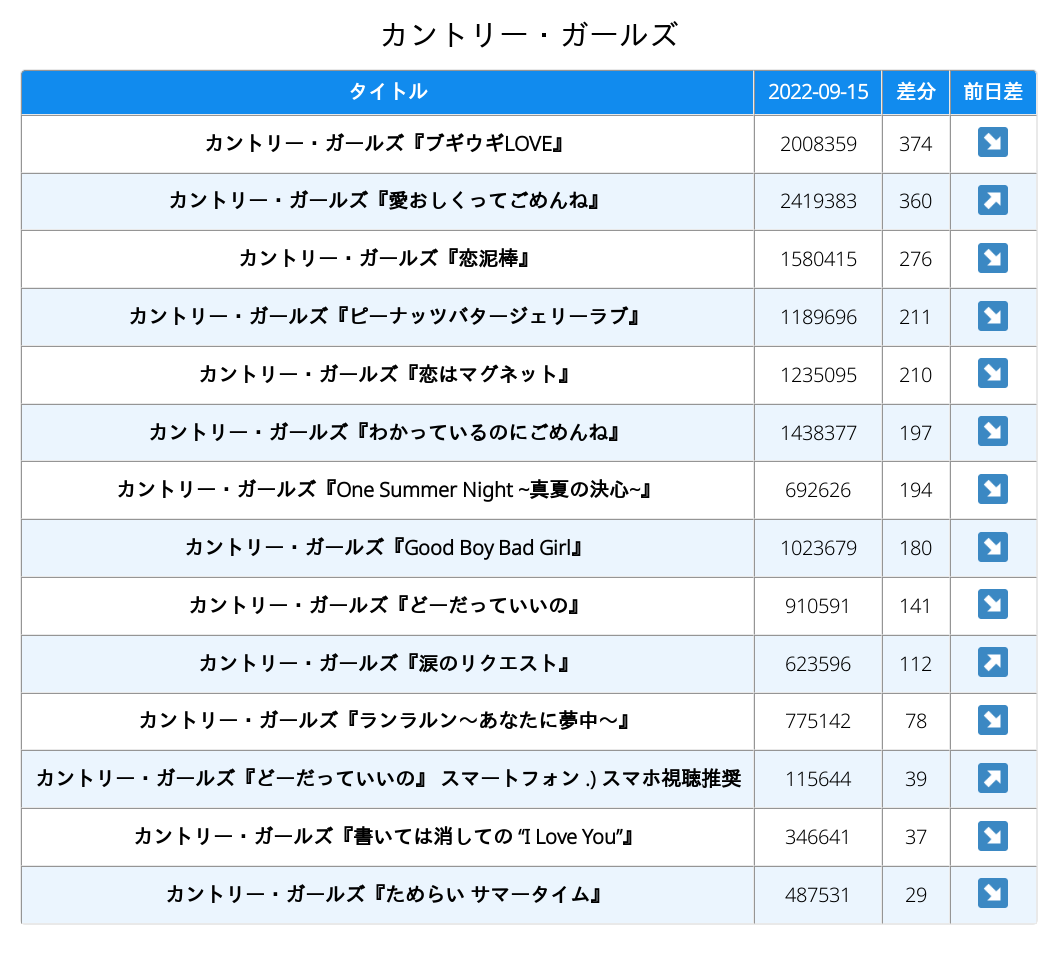 カントリー・ガールズ
タイトル 2022-09-15 差分 前日差
カントリー・ガールズ『ブギウギLOVE』 2008359 374 ↘
カントリー・ガールズ『愛おしくってごめんね』 2419383 360 ↗
カントリー・ガールズ『恋泥棒』 1580415 276 ↘
カントリー・ガールズ『ピーナッツバタージェリーラブ』 1189696 211 ↘
カントリー・ガールズ『恋はマグネット』 1235095 210 ↘
カントリー・ガールズ『わかっているのにごめんね』 1438377 197 ↘
カントリー・ガールズ『One Summer Night ~真夏の決心~』 692626 194 ↘
カントリー・ガールズ『Good Boy Bad Girl』 1023679 180 ↘
カントリー・ガールズ『どーだっていいの』 910591 141 ↘
カントリー・ガールズ『涙のリクエスト』 623596 112 ↗
カントリー・ガールズ『ランラルン～あなたに夢中～』 775142 78 ↘
カントリー・ガールズ『どーだっていいの』 スマートフォン .) スマホ視聴推奨 115644 39 ↗
カントリー・ガールズ『書いては消しての “I Love You”』 346641 37 ↘
カントリー・ガールズ『ためらい サマータイム』 487531 29 ↘